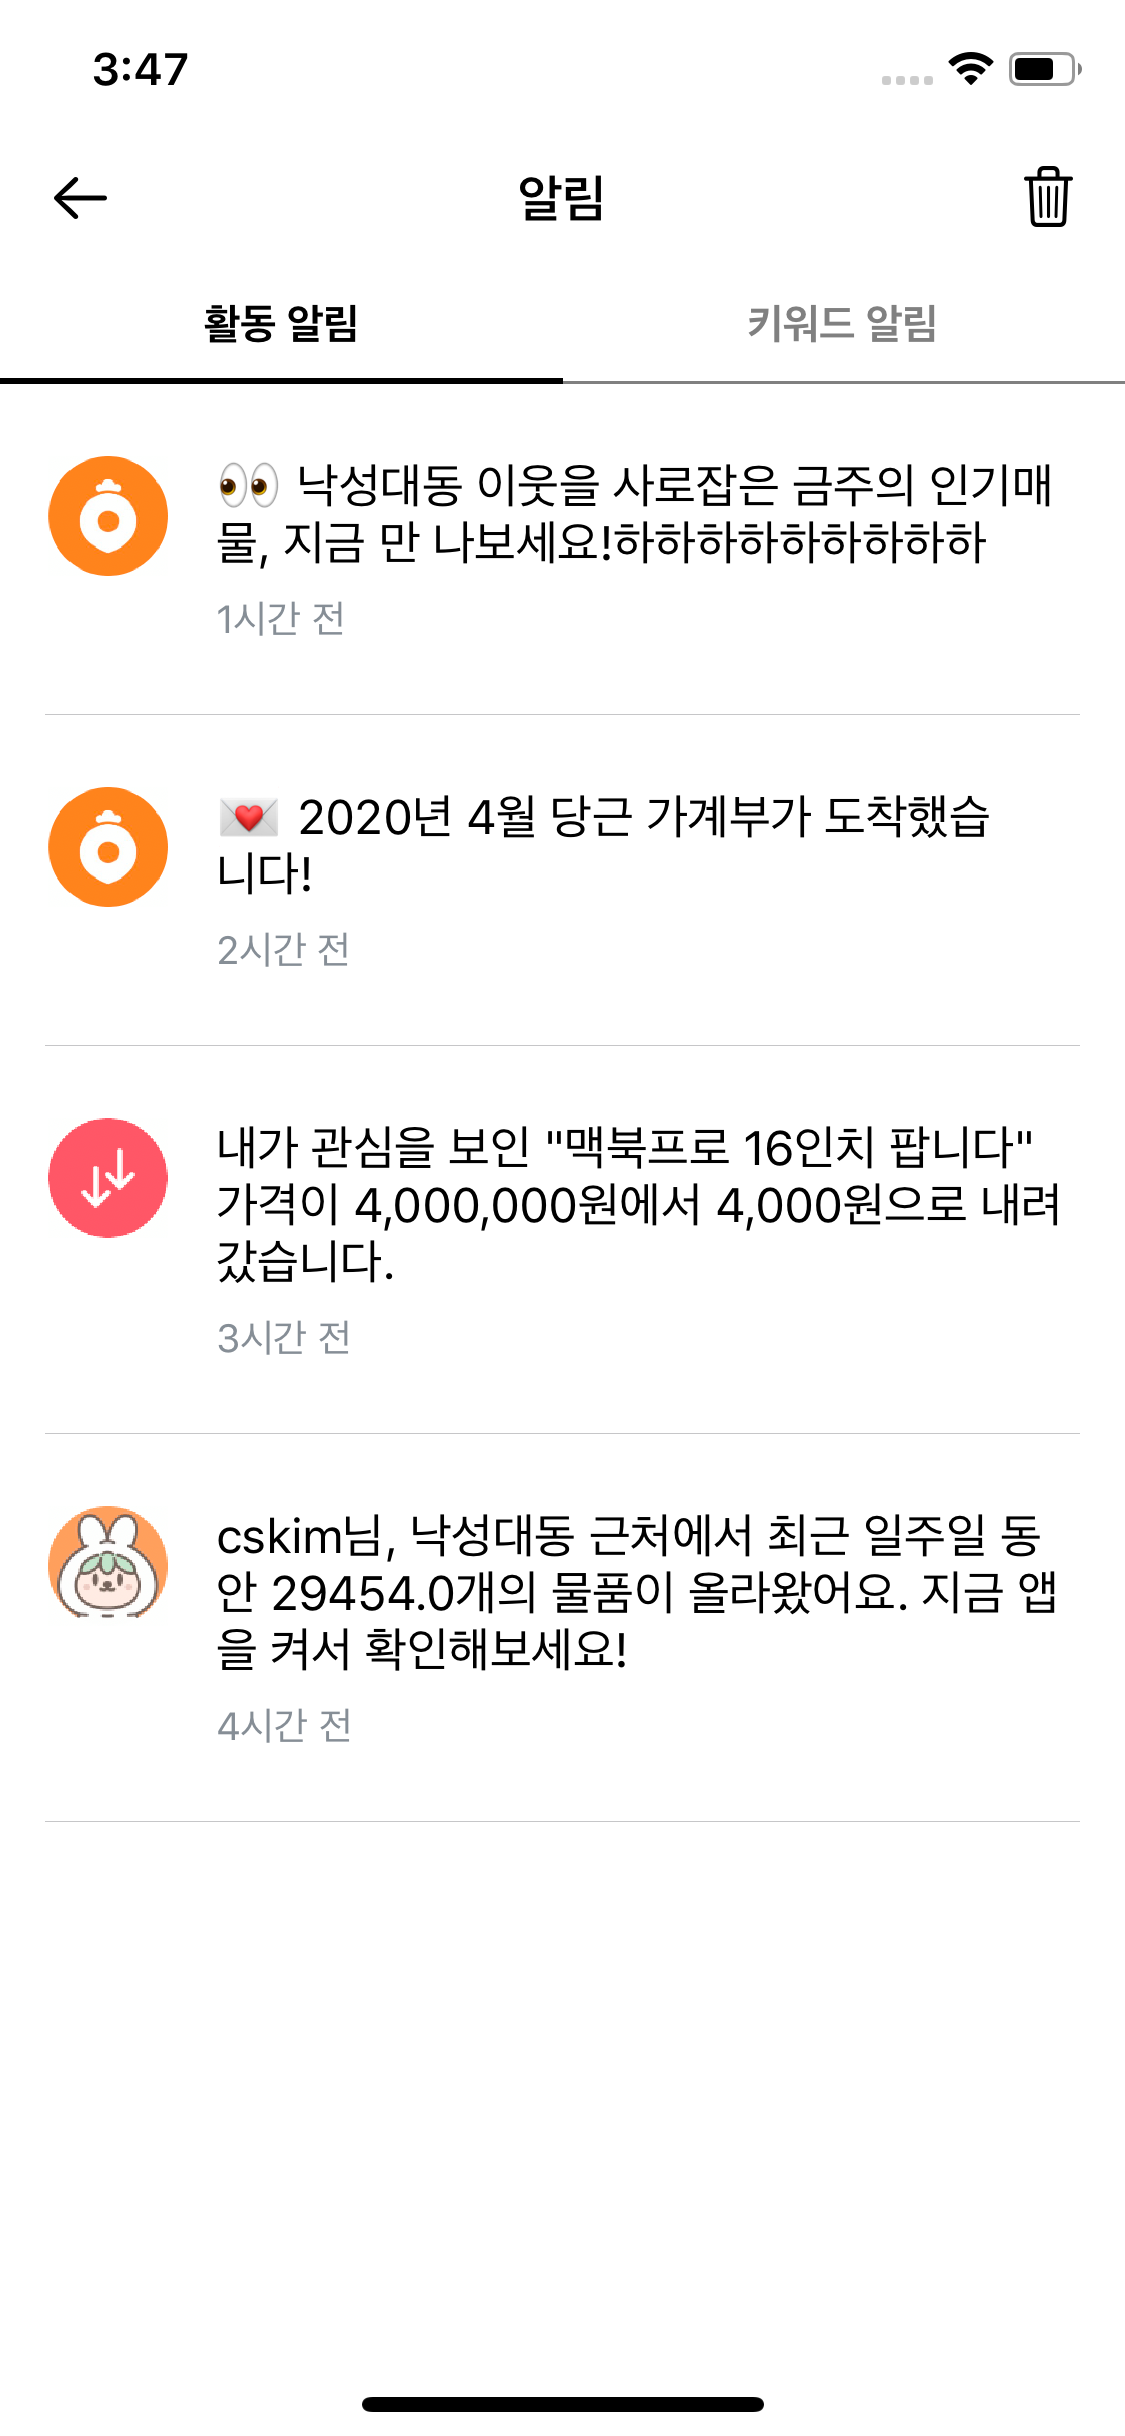 3:47
알림
활동 알림
키워드 알림
👀 낙성대동 이웃을 사로잡은 금주의 인기매
물, 지금 만 나보세요!하하하하하하하하하
1시간 전
💌 2020년 4월 당근 가계부가 도착했습
니다!
2시간 전
내가 관심을 보인 "맥북프로 16인치 팝니다"
가격이 4,000,000원에서 4,000원으로 내려
갔습니다.
3시간 전
cskim님, 낙성대동 근처에서 최근 일주일 동
안 29454.0개의 물품이 올라왔어요. 지금 앱
을 켜서 확인해보세요!
4시간 전